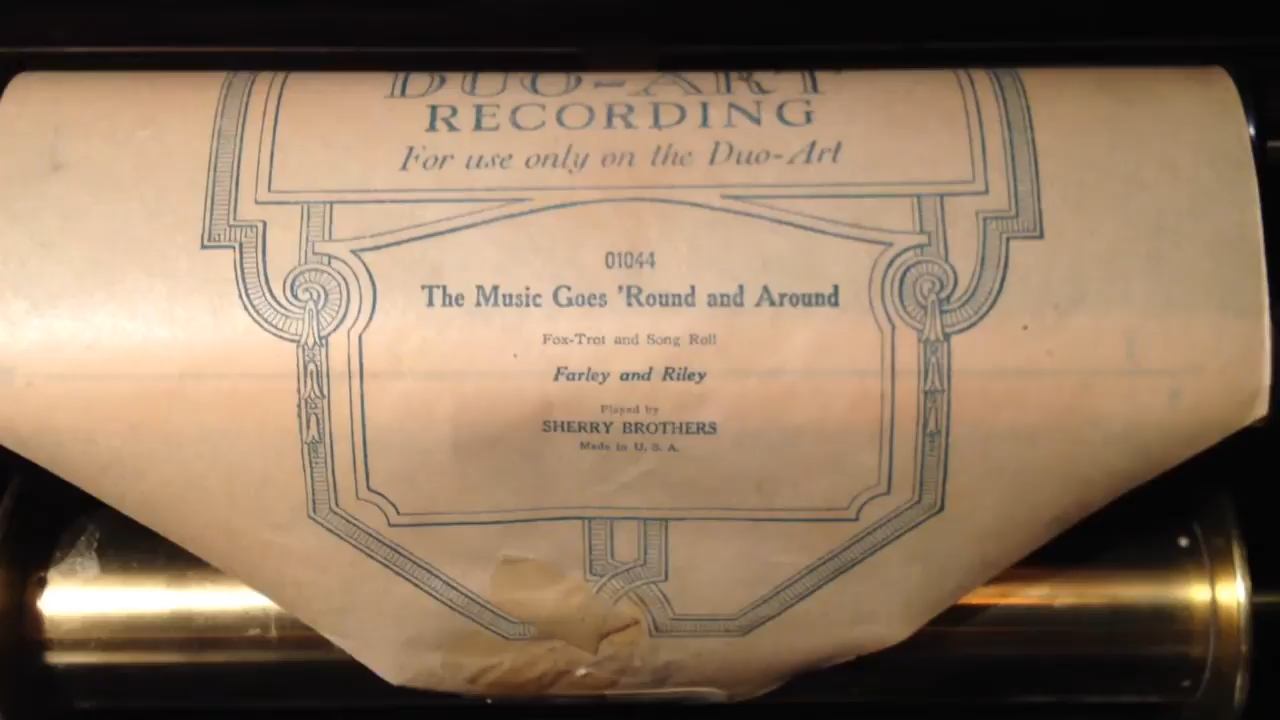 DUO-ART
RECORDING
For use only on the Duo-Art
01044
The Music Goes 'Round and Around
Fox-Trot and Song Roll
Farley and Riley
Played by
SHERRY BROTHERS
Made in U. S. A.